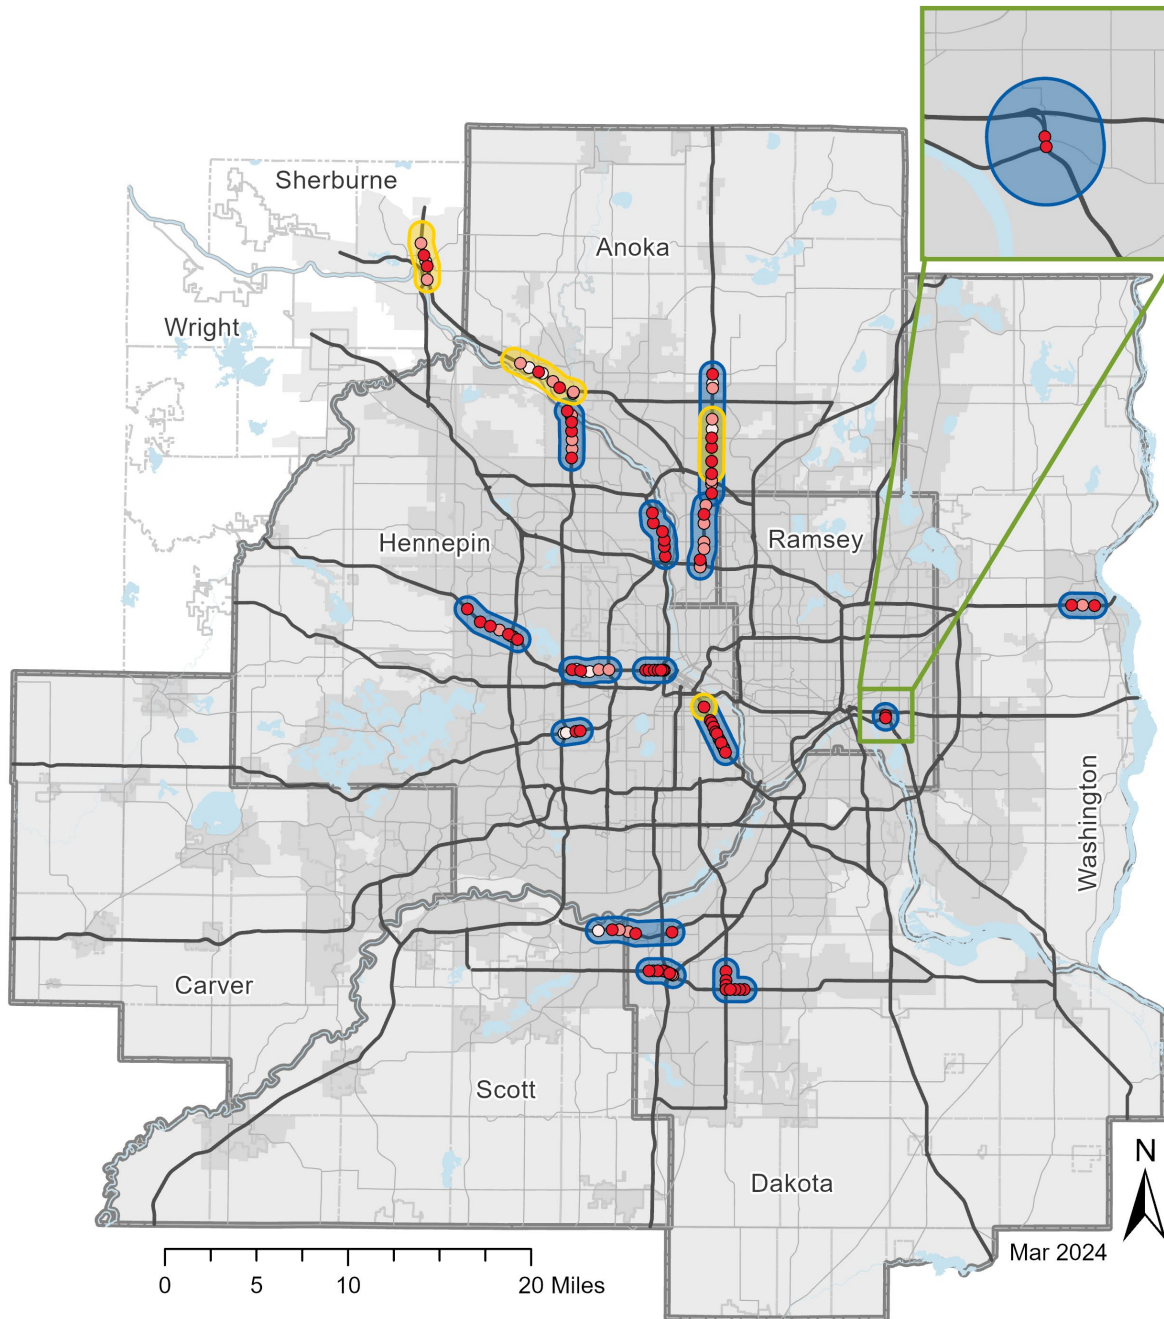 Sherburne
Anoka
Wright
Hennepin
Ramsey
Washington
Carver
Scott
Dakota
N
Mar 2024
0
5
10
20 Miles